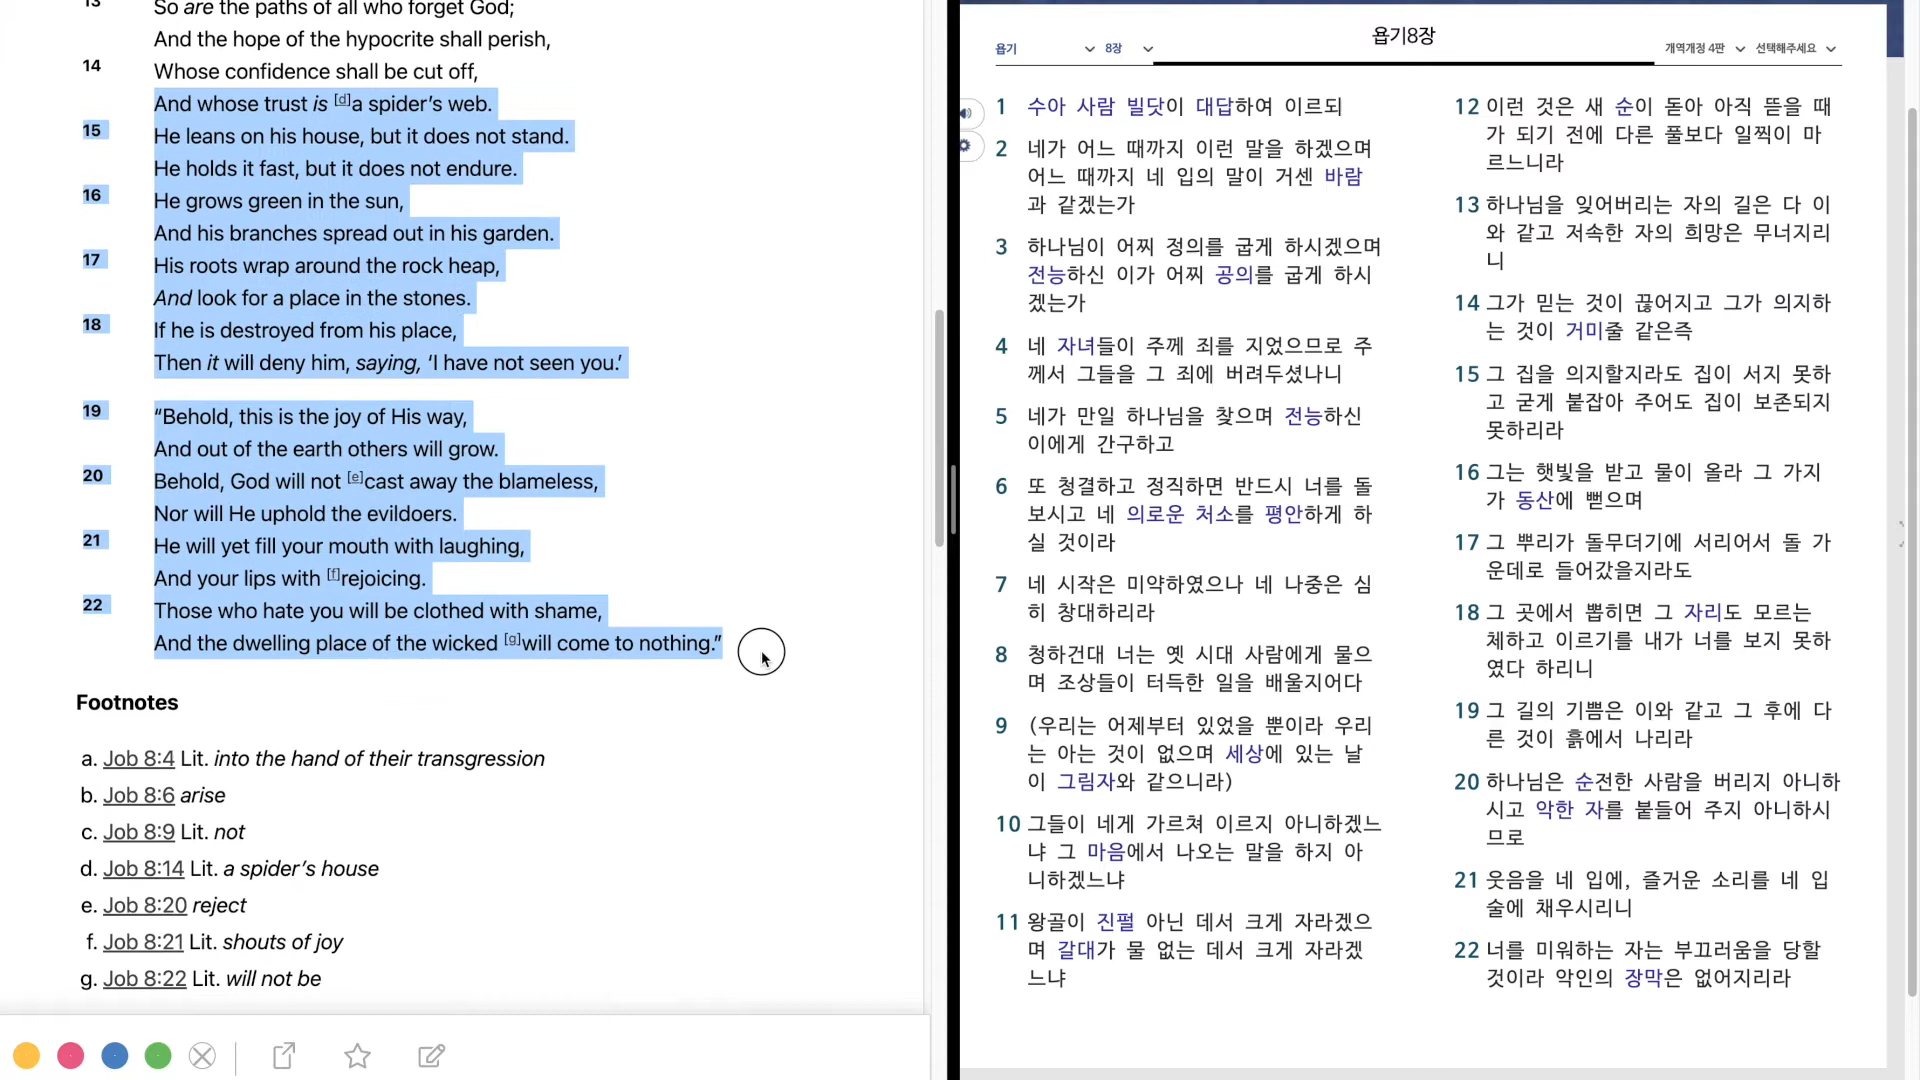 13 So are the paths of all who forget God;
And the hope of the hypocrite shall perish,
14 Whose confidence shall be cut off,
And whose trust is [d]a spider’s web.
15 He leans on his house, but it does not stand.
He holds it fast, but it does not endure.
16 He grows green in the sun,
And his branches spread out in his garden.
17 His roots wrap around the rock heap,
And look for a place in the stones.
18 If he is destroyed from his place,
Then it will deny him, saying, ‘I have not seen you.’
19 “Behold, this is the joy of His way,
And out of the earth others will grow.
20 Behold, God will not [e]cast away the blameless,
Nor will He uphold the evildoers.
21 He will yet fill your mouth with laughing,
And your lips with [f]rejoicing.
22 Those who hate you will be clothed with shame,
And the dwelling place of the wicked [g]will come to nothing.”
Footnotes
a. Job 8:4 Lit. into the hand of their transgression
b. Job 8:6 arise
c. Job 8:9 Lit. not
d. Job 8:14 Lit. a spider’s house
e. Job 8:20 reject
f. Job 8:21 Lit. shouts of joy
g. Job 8:22 Lit. will not be
욥기8장
욥기 8장 개역개정 4판 선택해주세요
1 수아 사람 빌닷이 대답하여 이르되
2 네가 어느 때까지 이런 말을 하겠으며
어느 때까지 네 입의 말이 거센 바람
과 같겠는가
3 하나님이 어찌 정의를 굽게 하시겠으며
전능하신 이가 어찌 공의를 굽게 하시
겠는가
4 네 자녀들이 주께 죄를 지었으므로 주
께서 그들을 그 죄에 버려두셨나니
5 네가 만일 하나님을 찾으며 전능하신
이에게 간구하고
6 또 청결하고 정직하면 반드시 너를 돌
보시고 네 의로운 처소를 평안하게 하
실 것이라
7 네 시작은 미약하였으나 네 나중은 심
히 창대하리라
8 청하건대 너는 옛 시대 사람에게 물으
며 조상들이 터득한 일을 배울지어다
9 (우리는 어제부터 있었을 뿐이라 우리
는 아는 것이 없으며 세상에 있는 날
이 그림자와 같으니라)
10 그들이 네게 가르쳐 이르지 아니하겠느
냐 그 마음에서 나오는 말을 하지 아
니하겠느냐
11 왕골이 진펄 아닌 데서 크게 자라겠으
며 갈대가 물 없는 데서 크게 자라겠
느냐
12 이런 것은 새 순이 돋아 아직 뜯을 때
가 되기 전에 다른 풀보다 일찍이 마
르느니라
13 하나님을 잊어버리는 자의 길은 다 이
와 같고 저속한 자의 희망은 무너지리
니
14 그가 믿는 것이 끊어지고 그가 의지하
는 것이 거미줄 같은즉
15 그 집을 의지할지라도 집이 서지 못하
고 굳게 붙잡아 주어도 집이 보존되지
못하리라
16 그는 햇빛을 받고 물이 올라 그 가지
가 동산에 뻗으며
17 그 뿌리가 돌무더기에 서리어서 돌 가
운데로 들어갔을지라도
18 그 곳에서 뽑히면 그 자리도 모르는
체하고 이르기를 내가 너를 보지 못하
였다 하리니
19 그 길의 기쁨은 이와 같고 그 후에 다
른 것이 흙에서 나리라
20 하나님은 순전한 사람을 버리지 아니하
시고 악한 자를 붙들어 주지 아니하시
므로
21 웃음을 네 입에, 즐거운 소리를 네 입
술에 채우시리니
22 너를 미워하는 자는 부끄러움을 당할
것이라 악인의 장막은 없어지리라